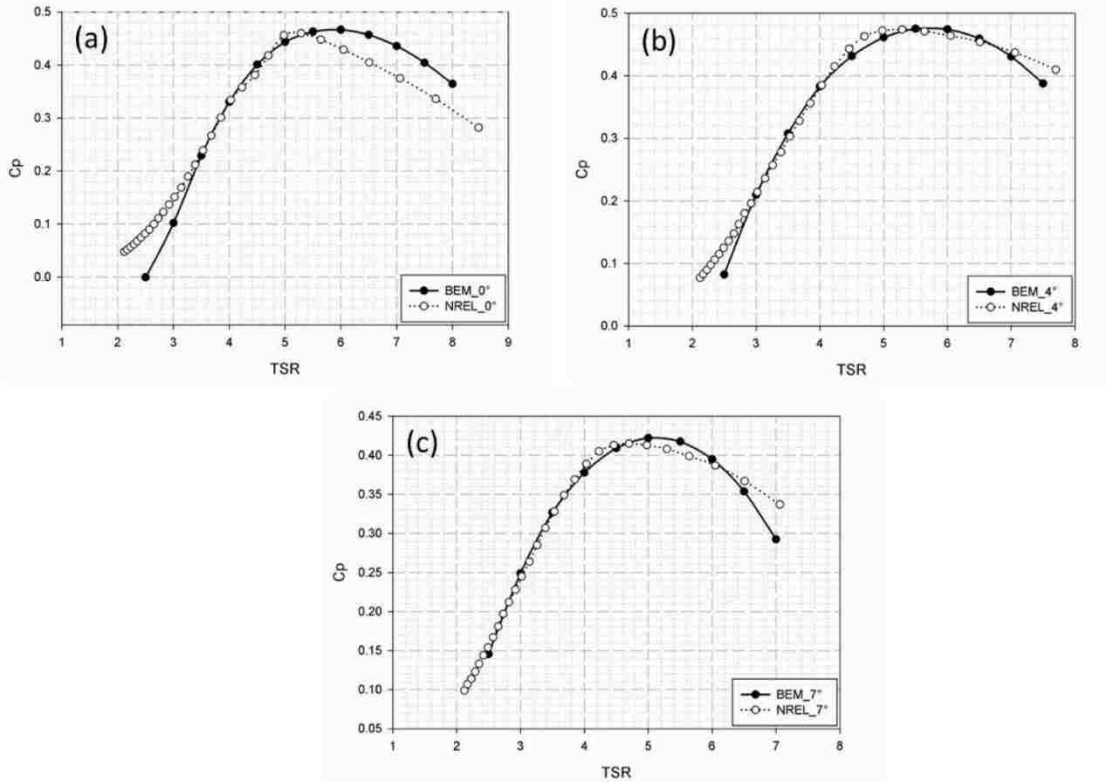 (a)
0.5
0.4
0.3
0.2
0.1
0.0
Cp
1 2 3 4 5 6 7 8 9
TSR
BEM_0°
NREL_0°
(b)
0.5
0.4
0.3
0.2
0.1
0.0
Cp
1 2 3 4 5 6 7 8
TSR
BEM_4°
NREL_4°
(c)
0.45
0.40
0.35
0.30
0.25
0.20
0.15
0.10
0.05
Cp
1 2 3 4 5 6 7 8
TSR
BEM_7°
NREL_7°